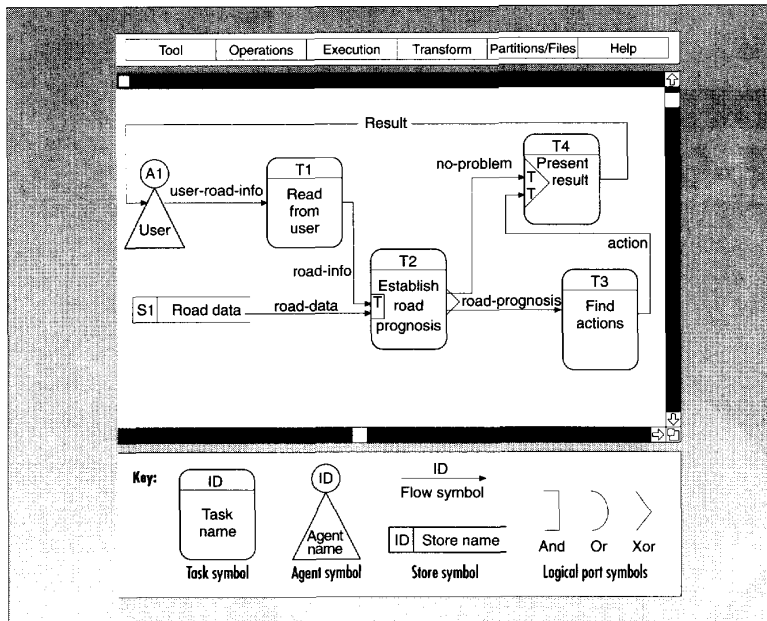 Tool Operations Execution Transform Partitions/Files Help
Result
A1
User
user-road-info
T1
Read
from
user
road-info
S1 Road data
road-data
T2
T
Establish
road
prognosis
no-problem
road-prognosis
T4
Present
result
T
T
action
T3
Find
actions
Key:
ID
Task
name
Task symbol
ID
Agent
name
Agent symbol
ID
Flow symbol
ID Store name
Store symbol
And Or Xor
Logical port symbols